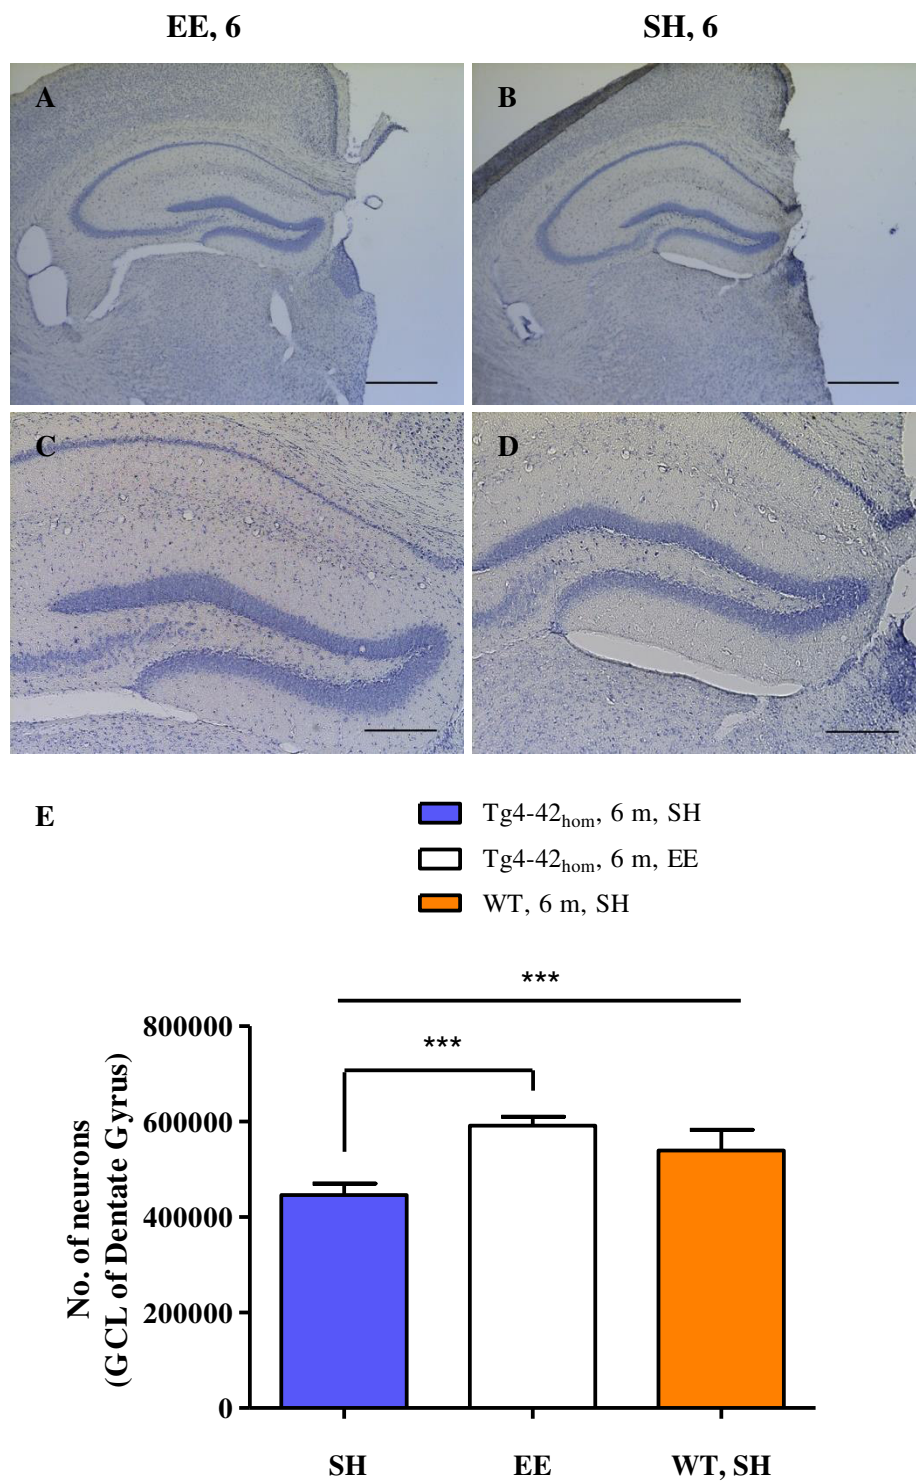 EE, 6
SH, 6
A
B
C
D
E
Tg4-42hom, 6 m, SH
Tg4-42hom, 6 m, EE
WT, 6 m, SH
***
***
800000
600000
400000
200000
0
No. of neurons
(GCL of Dentate Gyrus)
SH
EE
WT, SH